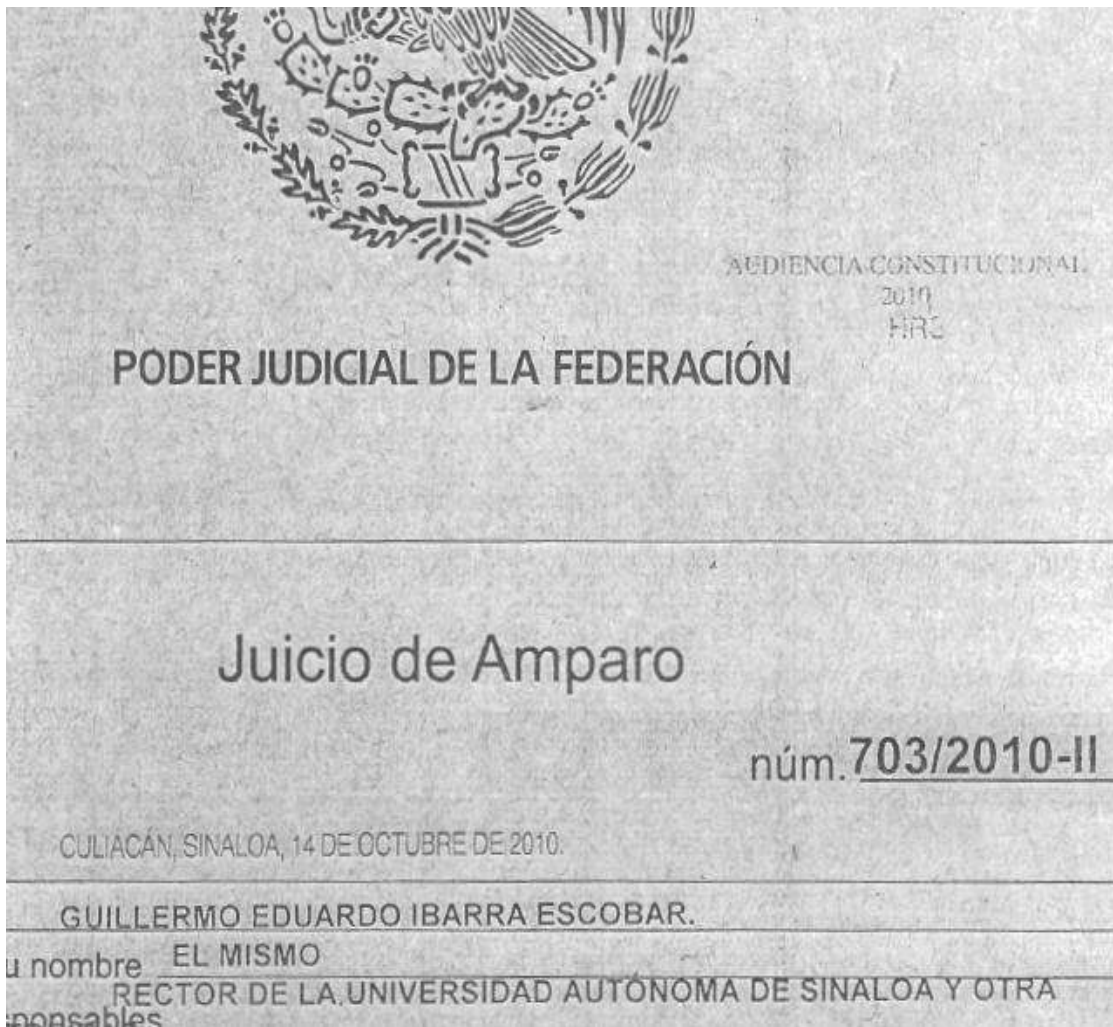 AUDIENCIA CONSTITUCIONAL
2010
PODER JUDICIAL DE LA FEDERACIÓN
Juicio de Amparo
núm. 703/2010-II
CULIACÁN, SINALOA, 14 DE OCTUBRE DE 2010.
GUILLERMO EDUARDO IBARRA ESCOBAR.
u nombre EL MISMO
RECTOR DE LA UNIVERSIDAD AUTÓNOMA DE SINALOA Y OTRA
sponsables